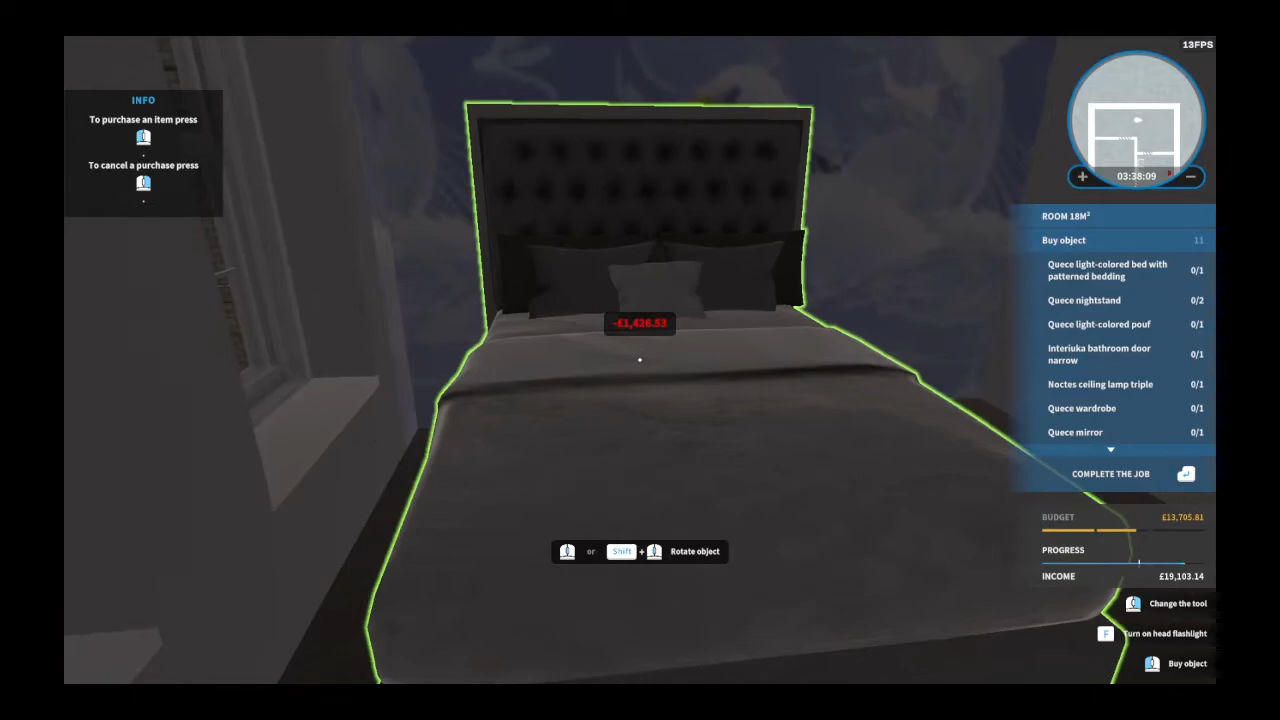 13FPS
INFO
To purchase an item press
To cancel a purchase press
03:38:09
ROOM 18M²
Buy object 11
Quece light-colored bed with
patterned bedding 0/1
Quece nightstand 0/2
Quece light-colored pouf 0/1
Interiuka bathroom door
narrow 0/1
Noctes ceiling lamp triple 0/1
Quece wardrobe 0/1
Quece mirror 0/1
COMPLETE THE JOB
-£1,426.53
BUDGET £13,705.81
PROGRESS
INCOME £19,103.14
or Shift + Rotate object
Change the tool
F Turn on head flashlight
Buy object